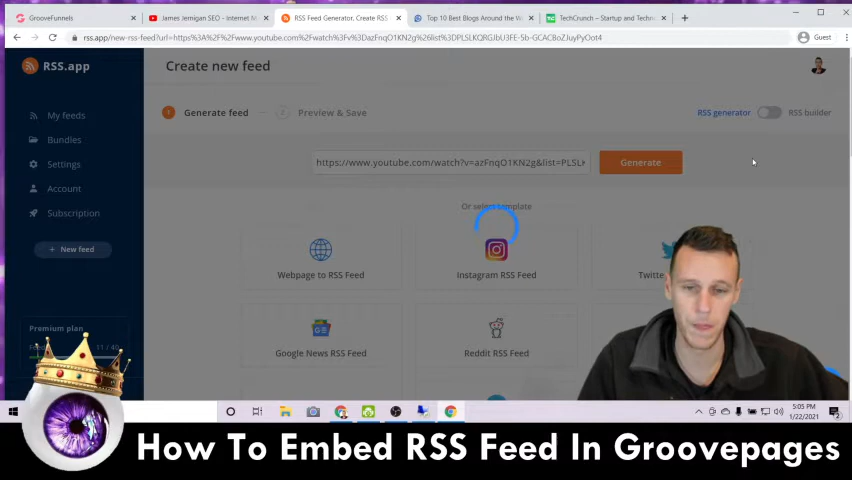 GrooveFunnels
James Jernigan SEO - Internet M
RSS Feed Generator. Create RSS
Top 10 Best Blogs Around the W
TechCrunch – Startup and Techn
rss.app/new-rss-feed?url=https%3A%2F%2Fwww.youtube.com%2Fwatch%3Fv%3DazFnqO1KN2g%26list%3DPLSLKQRGJbU3FE-5b-GCACBoZJuyPyOot4
Guest
RSS.app
Create new feed
My feeds
1 Generate feed
2 Preview & Save
RSS generator
RSS builder
Bundles
Settings
https://www.youtube.com/watch?v=azFnqO1KN2g&list=PLSL
Generate
Account
Subscription
Or select template
+ New feed
Webpage to RSS Feed
Instagram RSS Feed
Twitte
Premium plan
Feed
11 / 40
Google News RSS Feed
Reddit RSS Feed
5:05 PM
1/22/2021
2
How To Embed RSS Feed In Groovepages